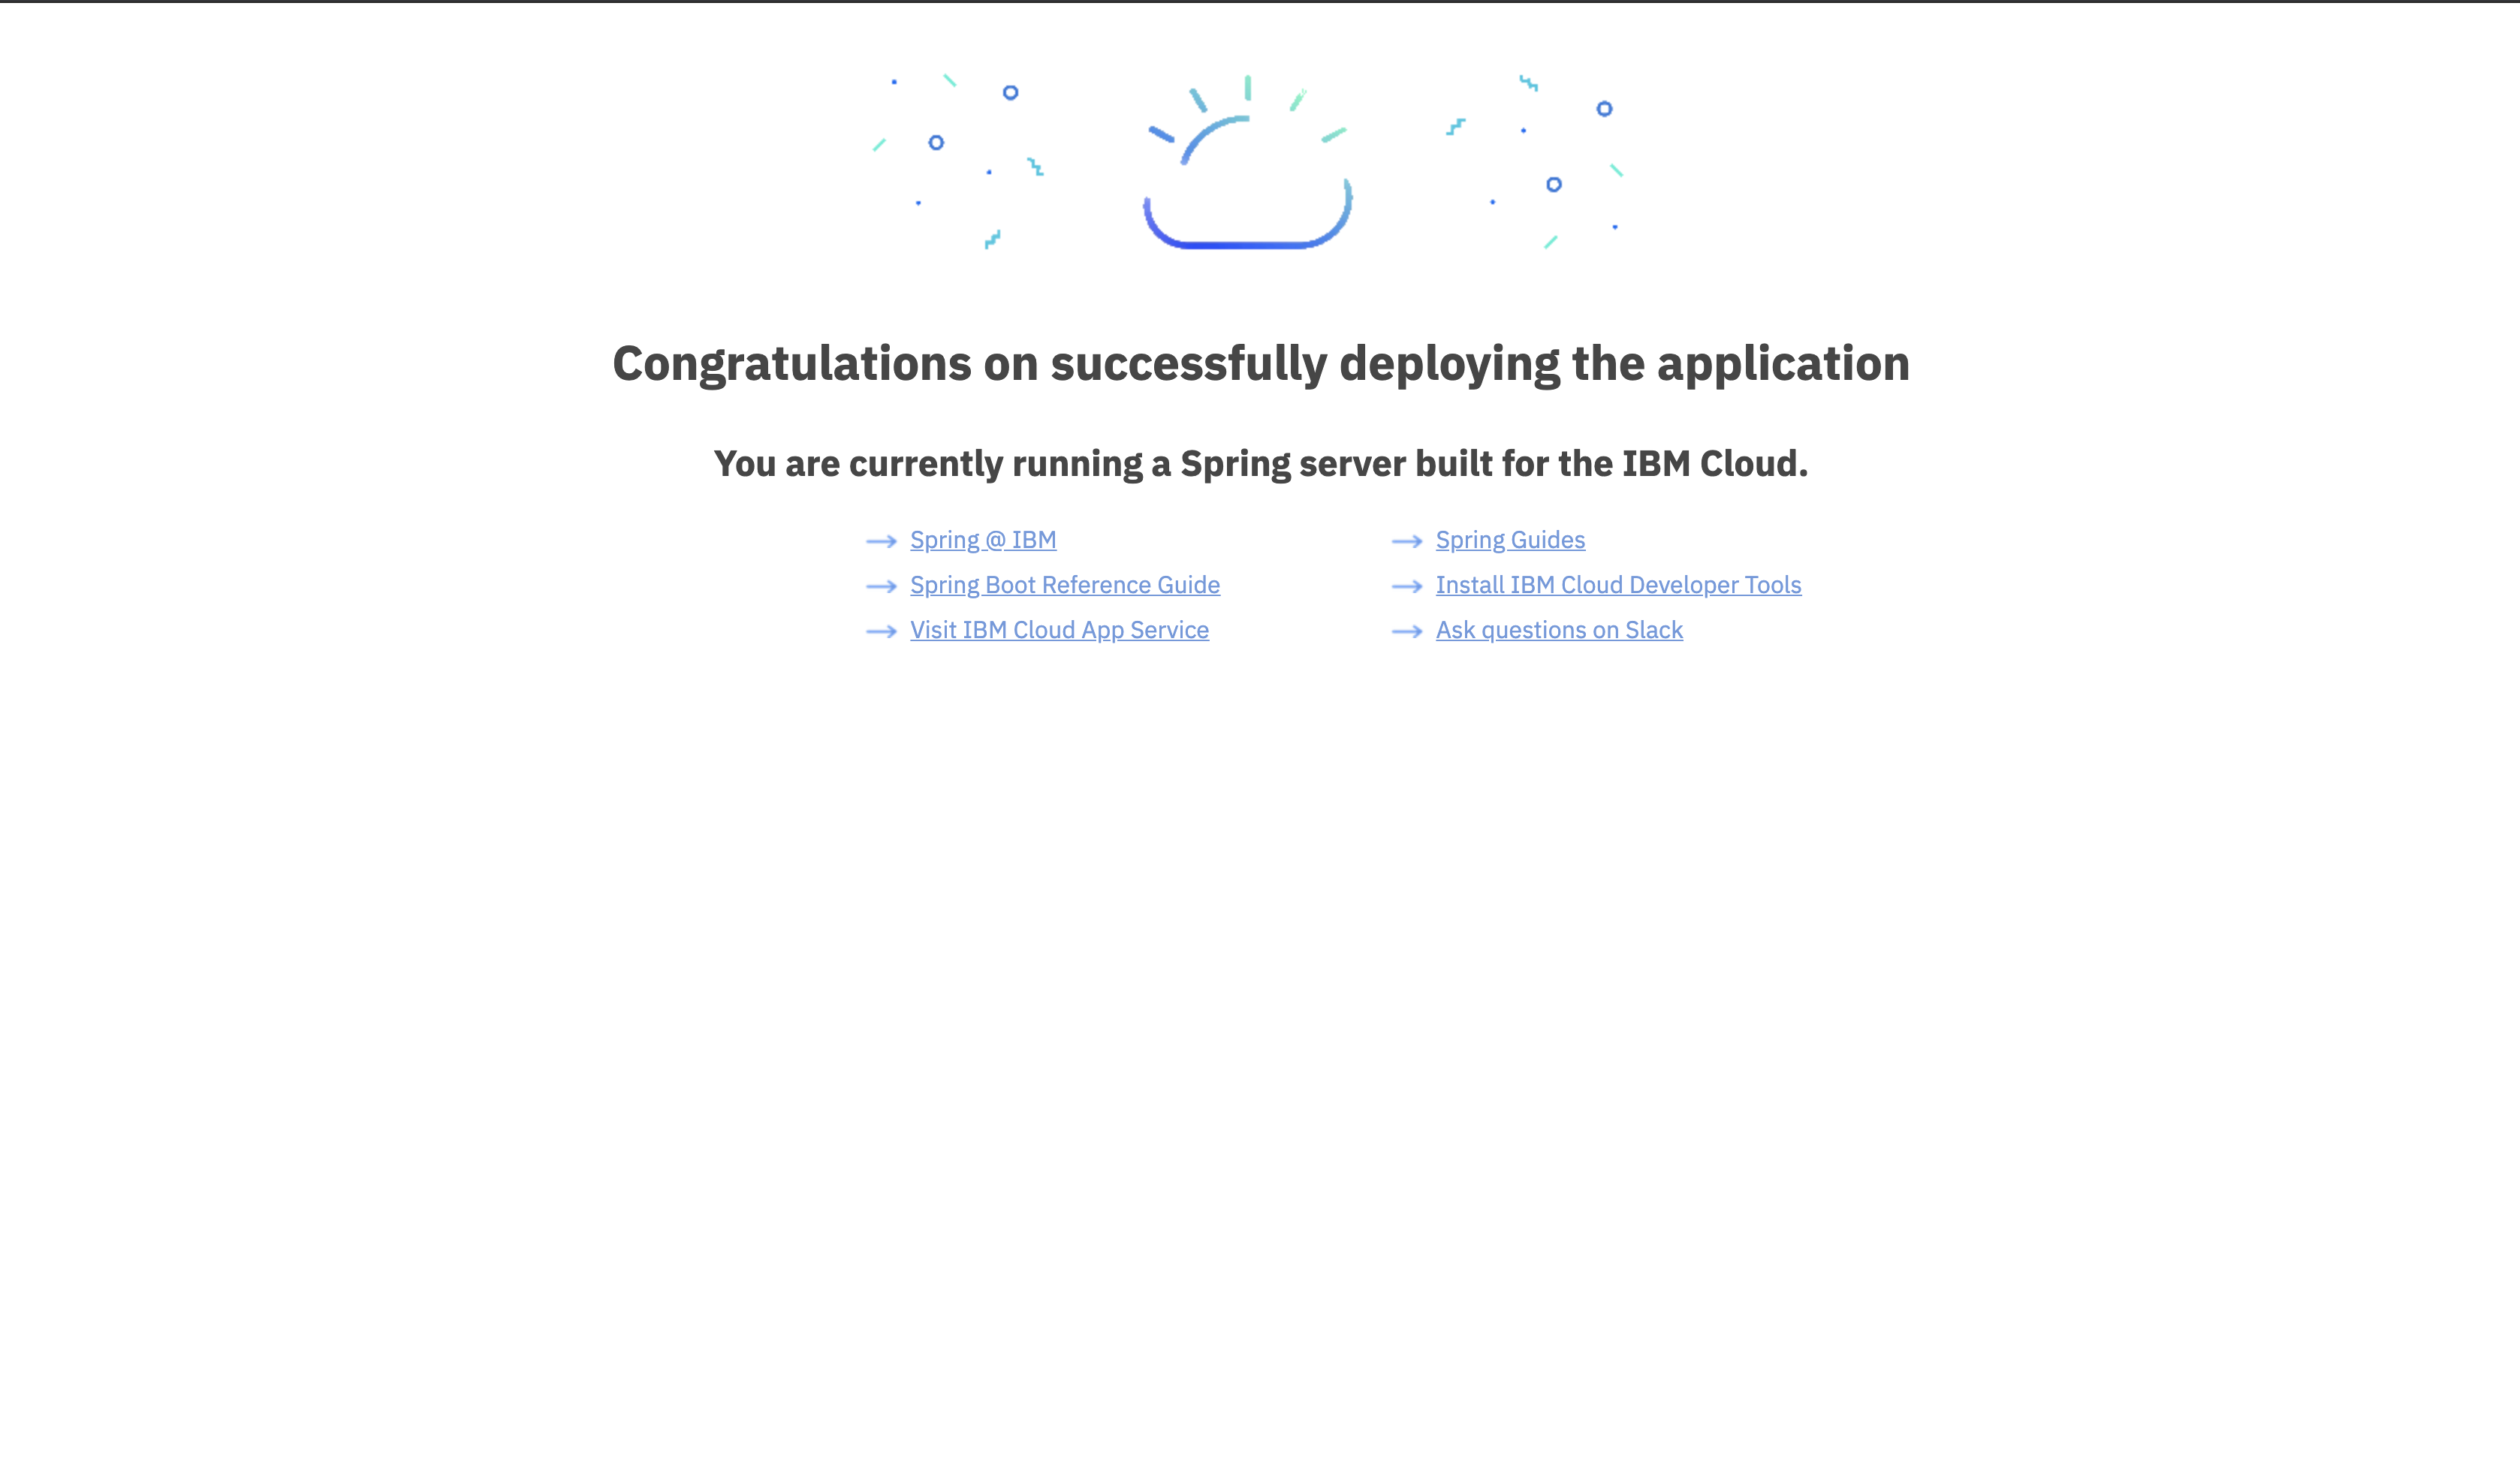 Congratulations on successfully deploying the application
You are currently running a Spring server built for the IBM Cloud.
Spring @ IBM
Spring Guides
Spring Boot Reference Guide
Install IBM Cloud Developer Tools
Visit IBM Cloud App Service
Ask questions on Slack